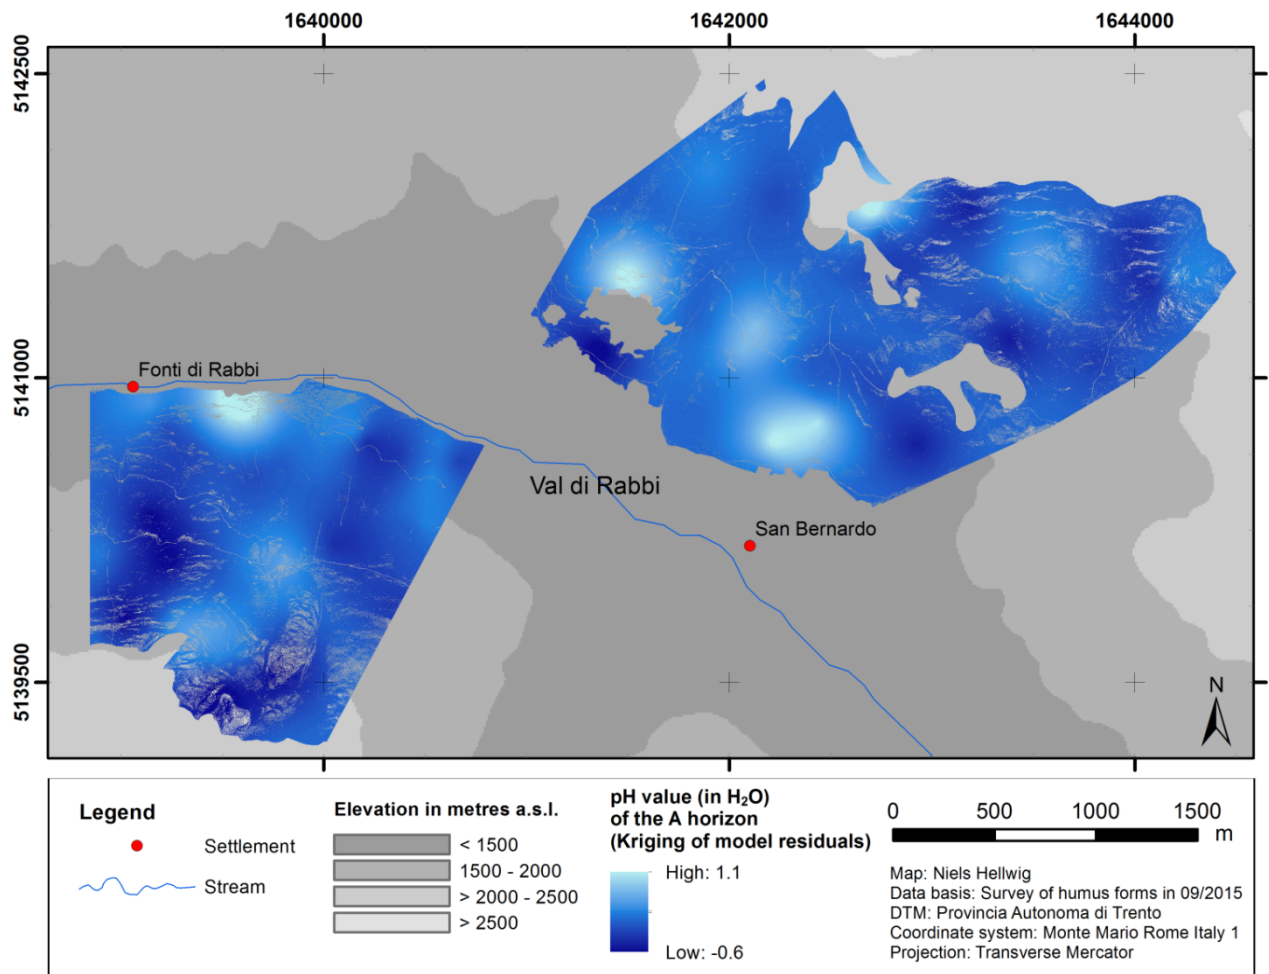 1640000
1642000
1644000
5142500
5141000
5139500
Fonti di Rabbi
Val di Rabbi
San Bernardo
N
Legend
Settlement
Stream
Elevation in metres a.s.l.
< 1500
1500 - 2000
> 2000 - 2500
> 2500
pH value (in H₂O)
of the A horizon
(Kriging of model residuals)
High: 1.1
Low: -0.6
0 500 1000 1500
m
Map: Niels Hellwig
Data basis: Survey of humus forms in 09/2015
DTM: Provincia Autonoma di Trento
Coordinate system: Monte Mario Rome Italy 1
Projection: Transverse Mercator